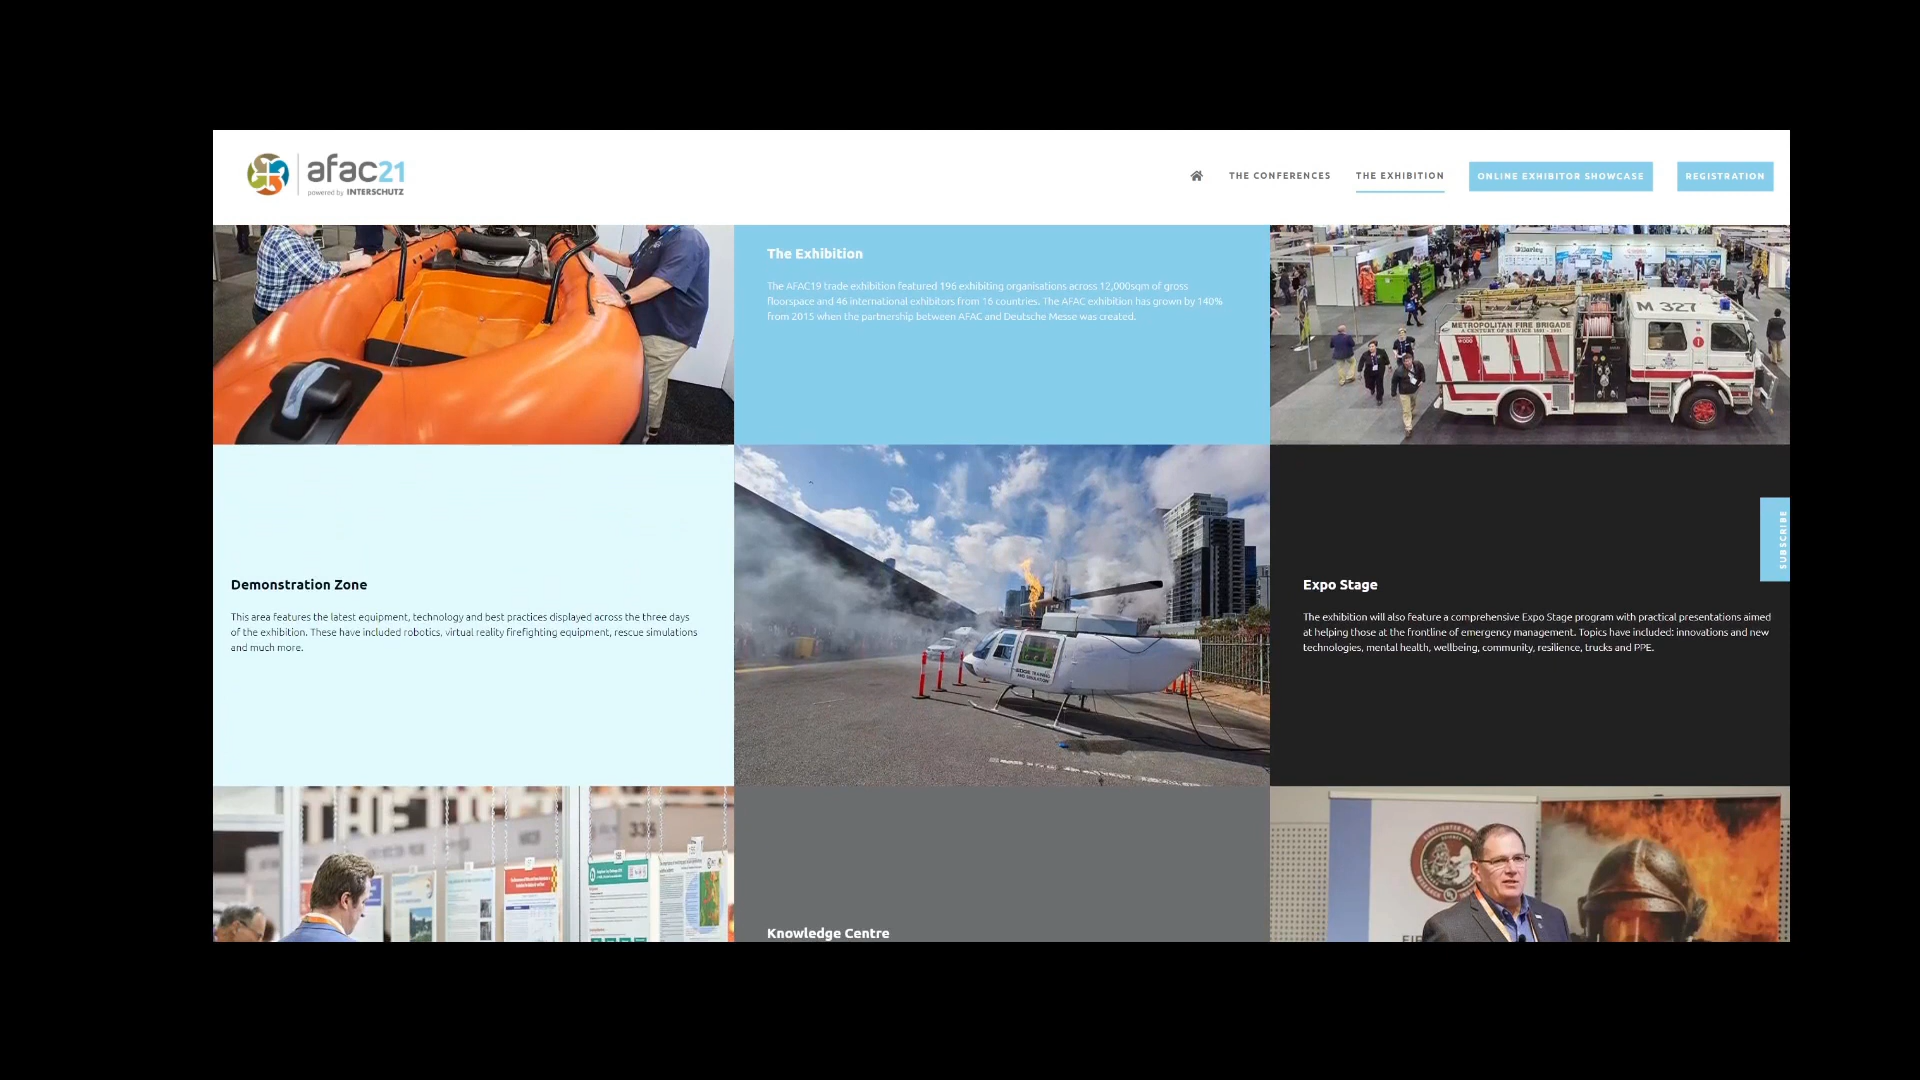 afac21
powered by INTERSCHUTZ
THE CONFERENCES
THE EXHIBITION
ONLINE EXHIBITOR SHOWCASE
REGISTRATION
The Exhibition
The AFAC19 trade exhibition featured 196 exhibiting organisations across 12,000sqm of gross
floorspace and 46 international exhibitors from 16 countries. The AFAC exhibition has grown by 140%
from 2015 when the partnership between AFAC and Deutsche Messe was created.
Darley
M 327
METROPOLITAN FIRE BRIGADE
A CENTURY OF SERVICE 1891 - 1991
SUBSCRIBE
Demonstration Zone
This area features the latest equipment, technology and best practices displayed across the three days
of the exhibition. These have included robotics, virtual reality firefighting equipment, rescue simulations
and much more.
Expo Stage
The exhibition will also feature a comprehensive Expo Stage program with practical presentations aimed
at helping those at the frontline of emergency management. Topics have included: innovations and new
technologies, mental health, wellbeing, community, resilience, trucks and PPE.
335
Knowledge Centre